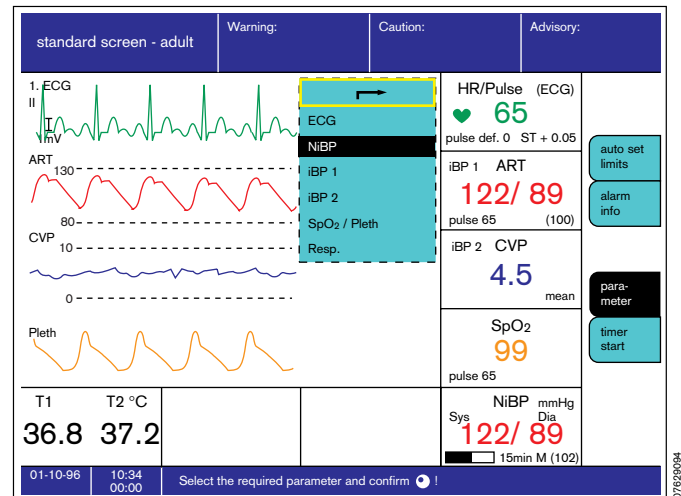 standard screen - adult
Warning:
Caution:
Advisory:
1. ECG
II
1mV
ART
130
80
CVP
10
0
Pleth
ECG
NiBP
iBP 1
iBP 2
SpO2 / Pleth
Resp.
HR/Pulse (ECG)
65
pulse def. 0 ST + 0.05
iBP 1 ART
122/ 89
pulse 65 (100)
iBP 2 CVP
4.5
mean
SpO2
99
pulse 65
NiBP mmHg
Sys Dia
122/ 89
15min M (102)
auto set
limits
alarm
info
para-
meter
timer
start
T1 T2 °C
36.8 37.2
01-10-96 10:34
00:00
Select the required parameter and confirm !
37629094